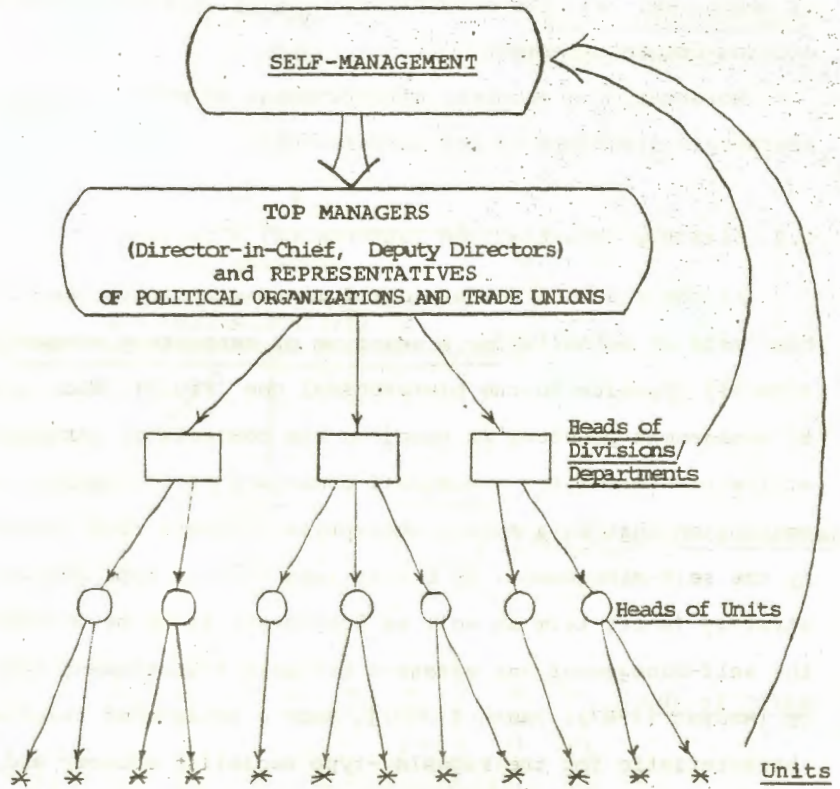 SELF-MANAGEMENT
TOP MANAGERS
(Director-in-Chief, Deputy Directors)
and REPRESENTATIVES
OF POLITICAL ORGANIZATIONS AND TRADE UNIONS
Heads of
Divisions/
Departments
Heads of Units
Units